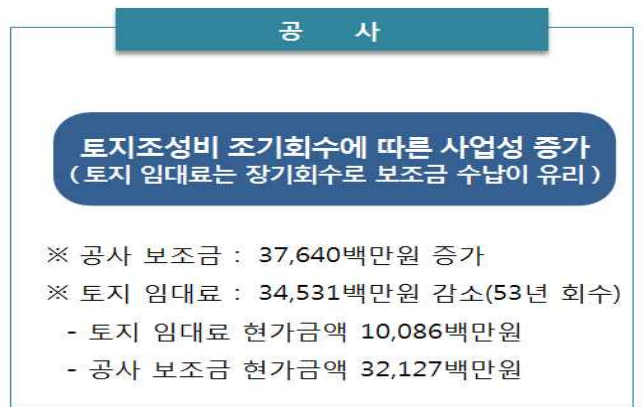 공 사
토지조성비 조기회수에 따른 사업성 증가
( 토지 임대료는 장기회수로 보조금 수납이 유리 )
※ 공사 보조금 : 37,640백만원 증가
※ 토지 임대료 : 34,531백만원 감소(53년 회수)
- 토지 임대료 현가금액 10,086백만원
- 공사 보조금 현가금액 32,127백만원